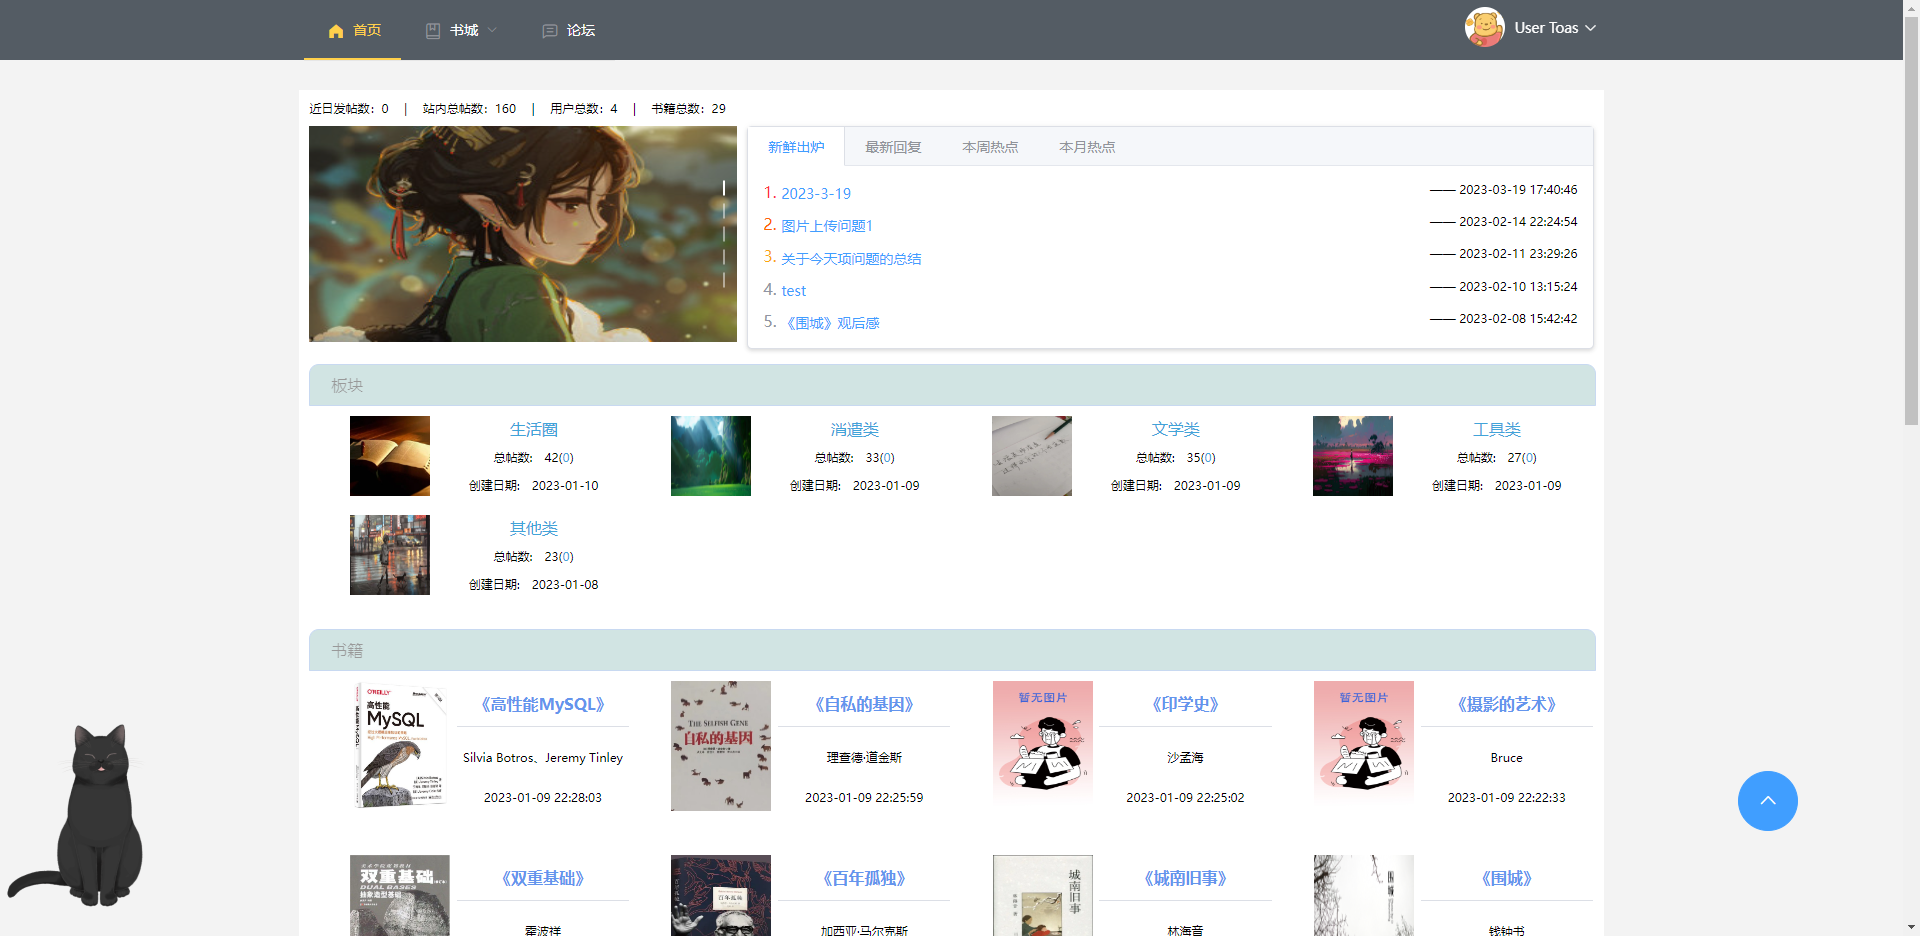 首页
书城
论坛
User Toas
近日发帖数：0 | 站内总帖数：160 | 用户总数：4 | 书籍总数：29
新鲜出炉
最新回复
本周热点
本月热点
1. 2023-3-19 —— 2023-03-19 17:40:46
2. 图片上传问题1 —— 2023-02-14 22:24:54
3. 关于今天项问题的总结 —— 2023-02-11 23:29:26
4. test —— 2023-02-10 13:15:24
5. 《围城》观后感 —— 2023-02-08 15:42:42
板块
生活圈
总帖数: 42(0)
创建日期: 2023-01-10
消遣类
总帖数: 33(0)
创建日期: 2023-01-09
文学类
总帖数: 35(0)
创建日期: 2023-01-09
工具类
总帖数: 27(0)
创建日期: 2023-01-09
其他类
总帖数: 23(0)
创建日期: 2023-01-08
书籍
O'REILLY
高性能
MySQL
《高性能MySQL》
Silvia Botros、Jeremy Tinley
2023-01-09 22:28:03
THE SELFISH GENE
自私的基因
《自私的基因》
理查德·道金斯
2023-01-09 22:25:59
暂无图片
《印学史》
沙孟海
2023-01-09 22:25:02
暂无图片
《摄影的艺术》
Bruce
2023-01-09 22:22:33
双重基础
DUAL BASES
抽象造型基础
《双重基础》
霍波祥
百年孤独
《百年孤独》
加西亚·马尔克斯
城南旧事
《城南旧事》
林海音
围城
《围城》
钱钟书